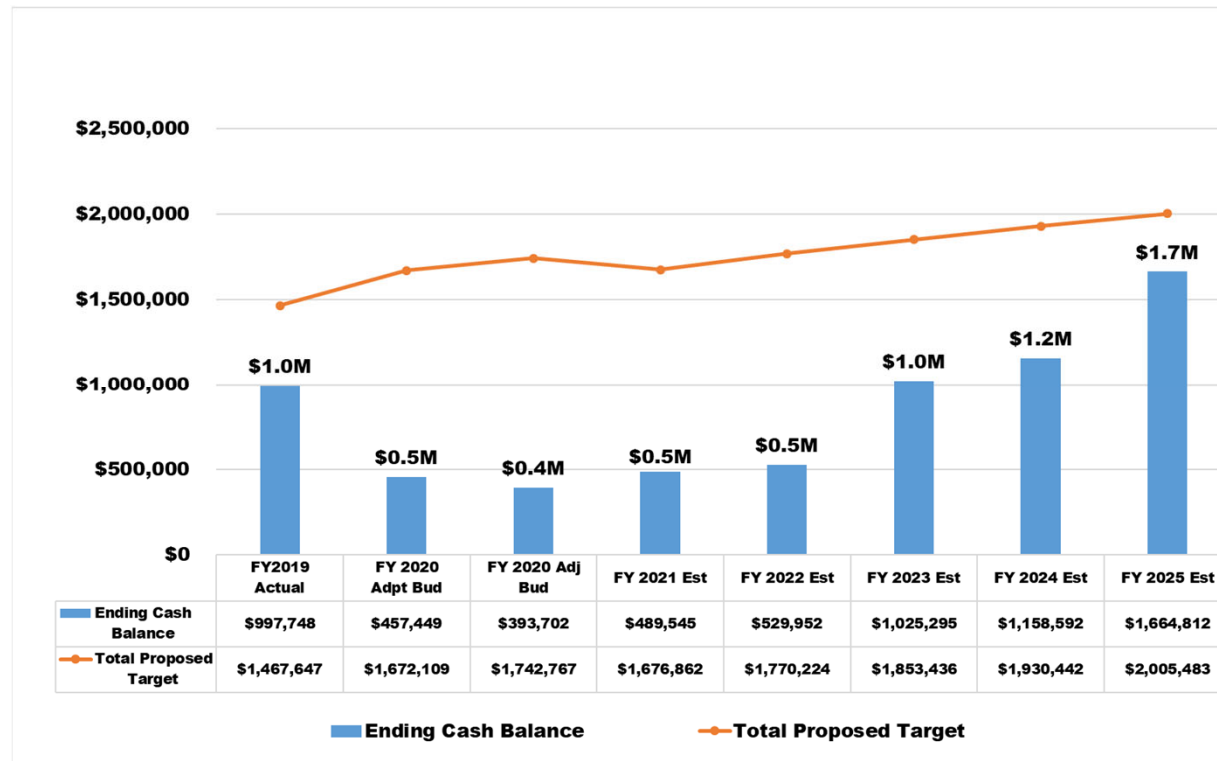 $2,500,000
$2,000,000
$1,500,000
$1,000,000
$500,000
$0
$1.0M
$0.5M
$0.4M
$0.5M
$0.5M
$1.0M
$1.2M
$1.7M
FY2019 Actual
FY 2020 Adpt Bud
FY 2020 Adj Bud
FY 2021 Est
FY 2022 Est
FY 2023 Est
FY 2024 Est
FY 2025 Est
Ending Cash Balance
$997,748
$457,449
$393,702
$489,545
$529,952
$1,025,295
$1,158,592
$1,664,812
Total Proposed Target
$1,467,647
$1,672,109
$1,742,767
$1,676,862
$1,770,224
$1,853,436
$1,930,442
$2,005,483
Ending Cash Balance
Total Proposed Target